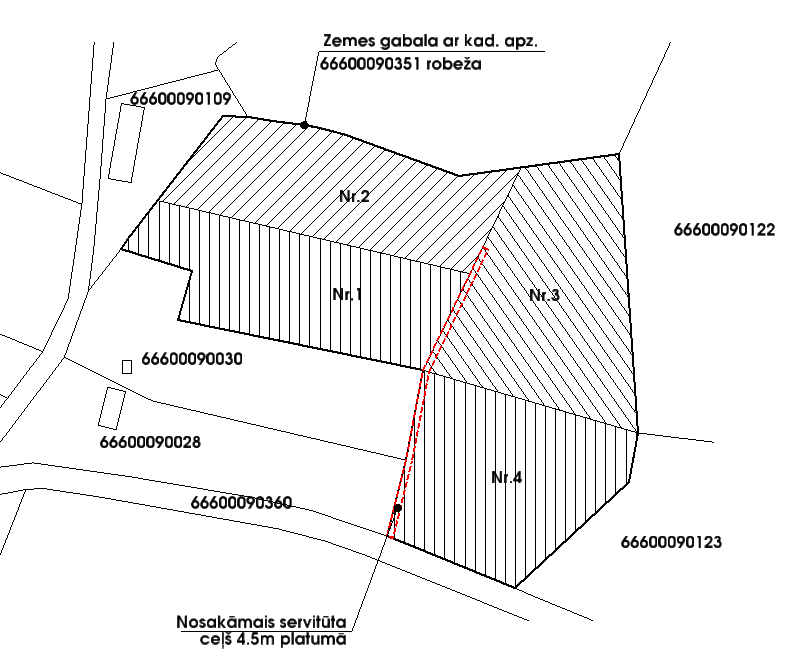 Zemes gabala ar kad. apz.
66600090351 robeža
66600090109
Nr.2
66600090122
Nr.1
Nr.3
66600090030
66600090028
Nr.4
66600090360
66600090123
Nosakāmais servitūta
ceļš 4.5m platumā